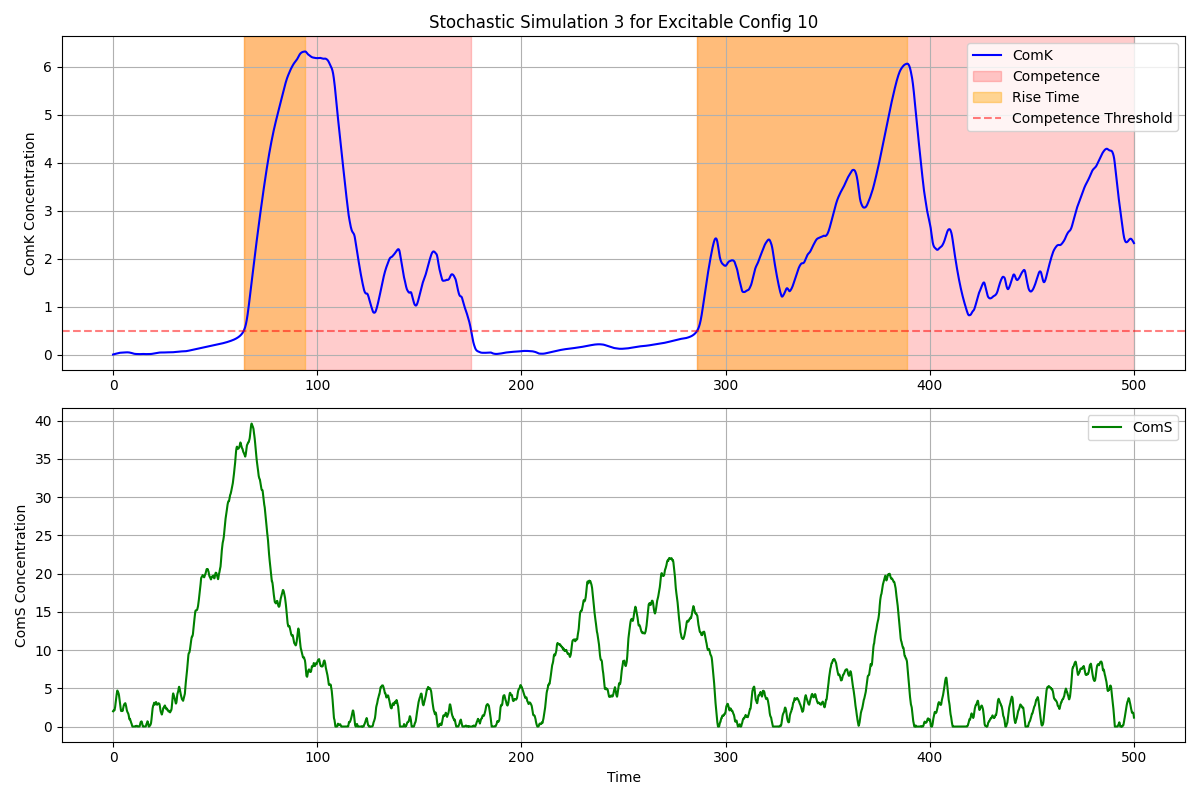 Stochastic Simulation 3 for Excitable Config 10
ComK Concentration
6
5
4
3
2
1
0
ComK
Competence
Rise Time
Competence Threshold
0 100 200 300 400 500
ComS Concentration
40
35
30
25
20
15
10
5
0
ComS
0 100 200 300 400 500
Time